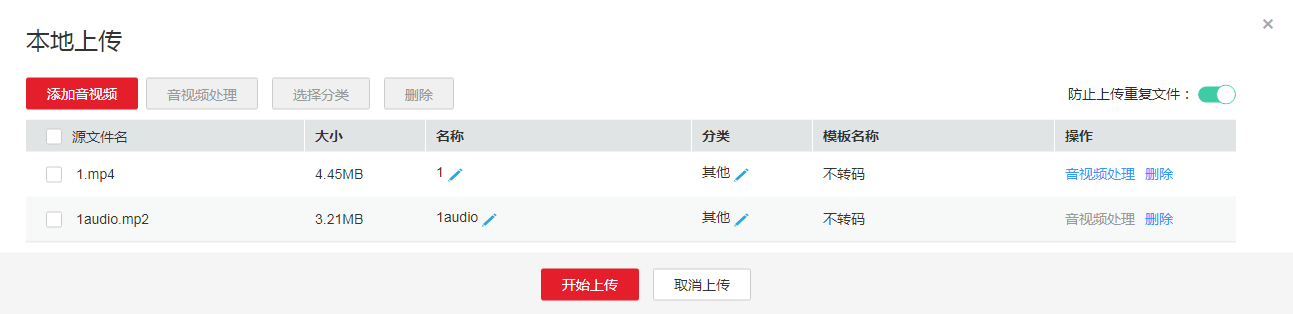 本地上传
×
添加音视频 音视频处理 选择分类 删除 防止上传重复文件：
源文件名 大小 名称 分类 模板名称 操作
1.mp4 4.45MB 1 其他 不转码 音视频处理 删除
1audio.mp2 3.21MB 1audio 其他 不转码 音视频处理 删除
开始上传 取消上传